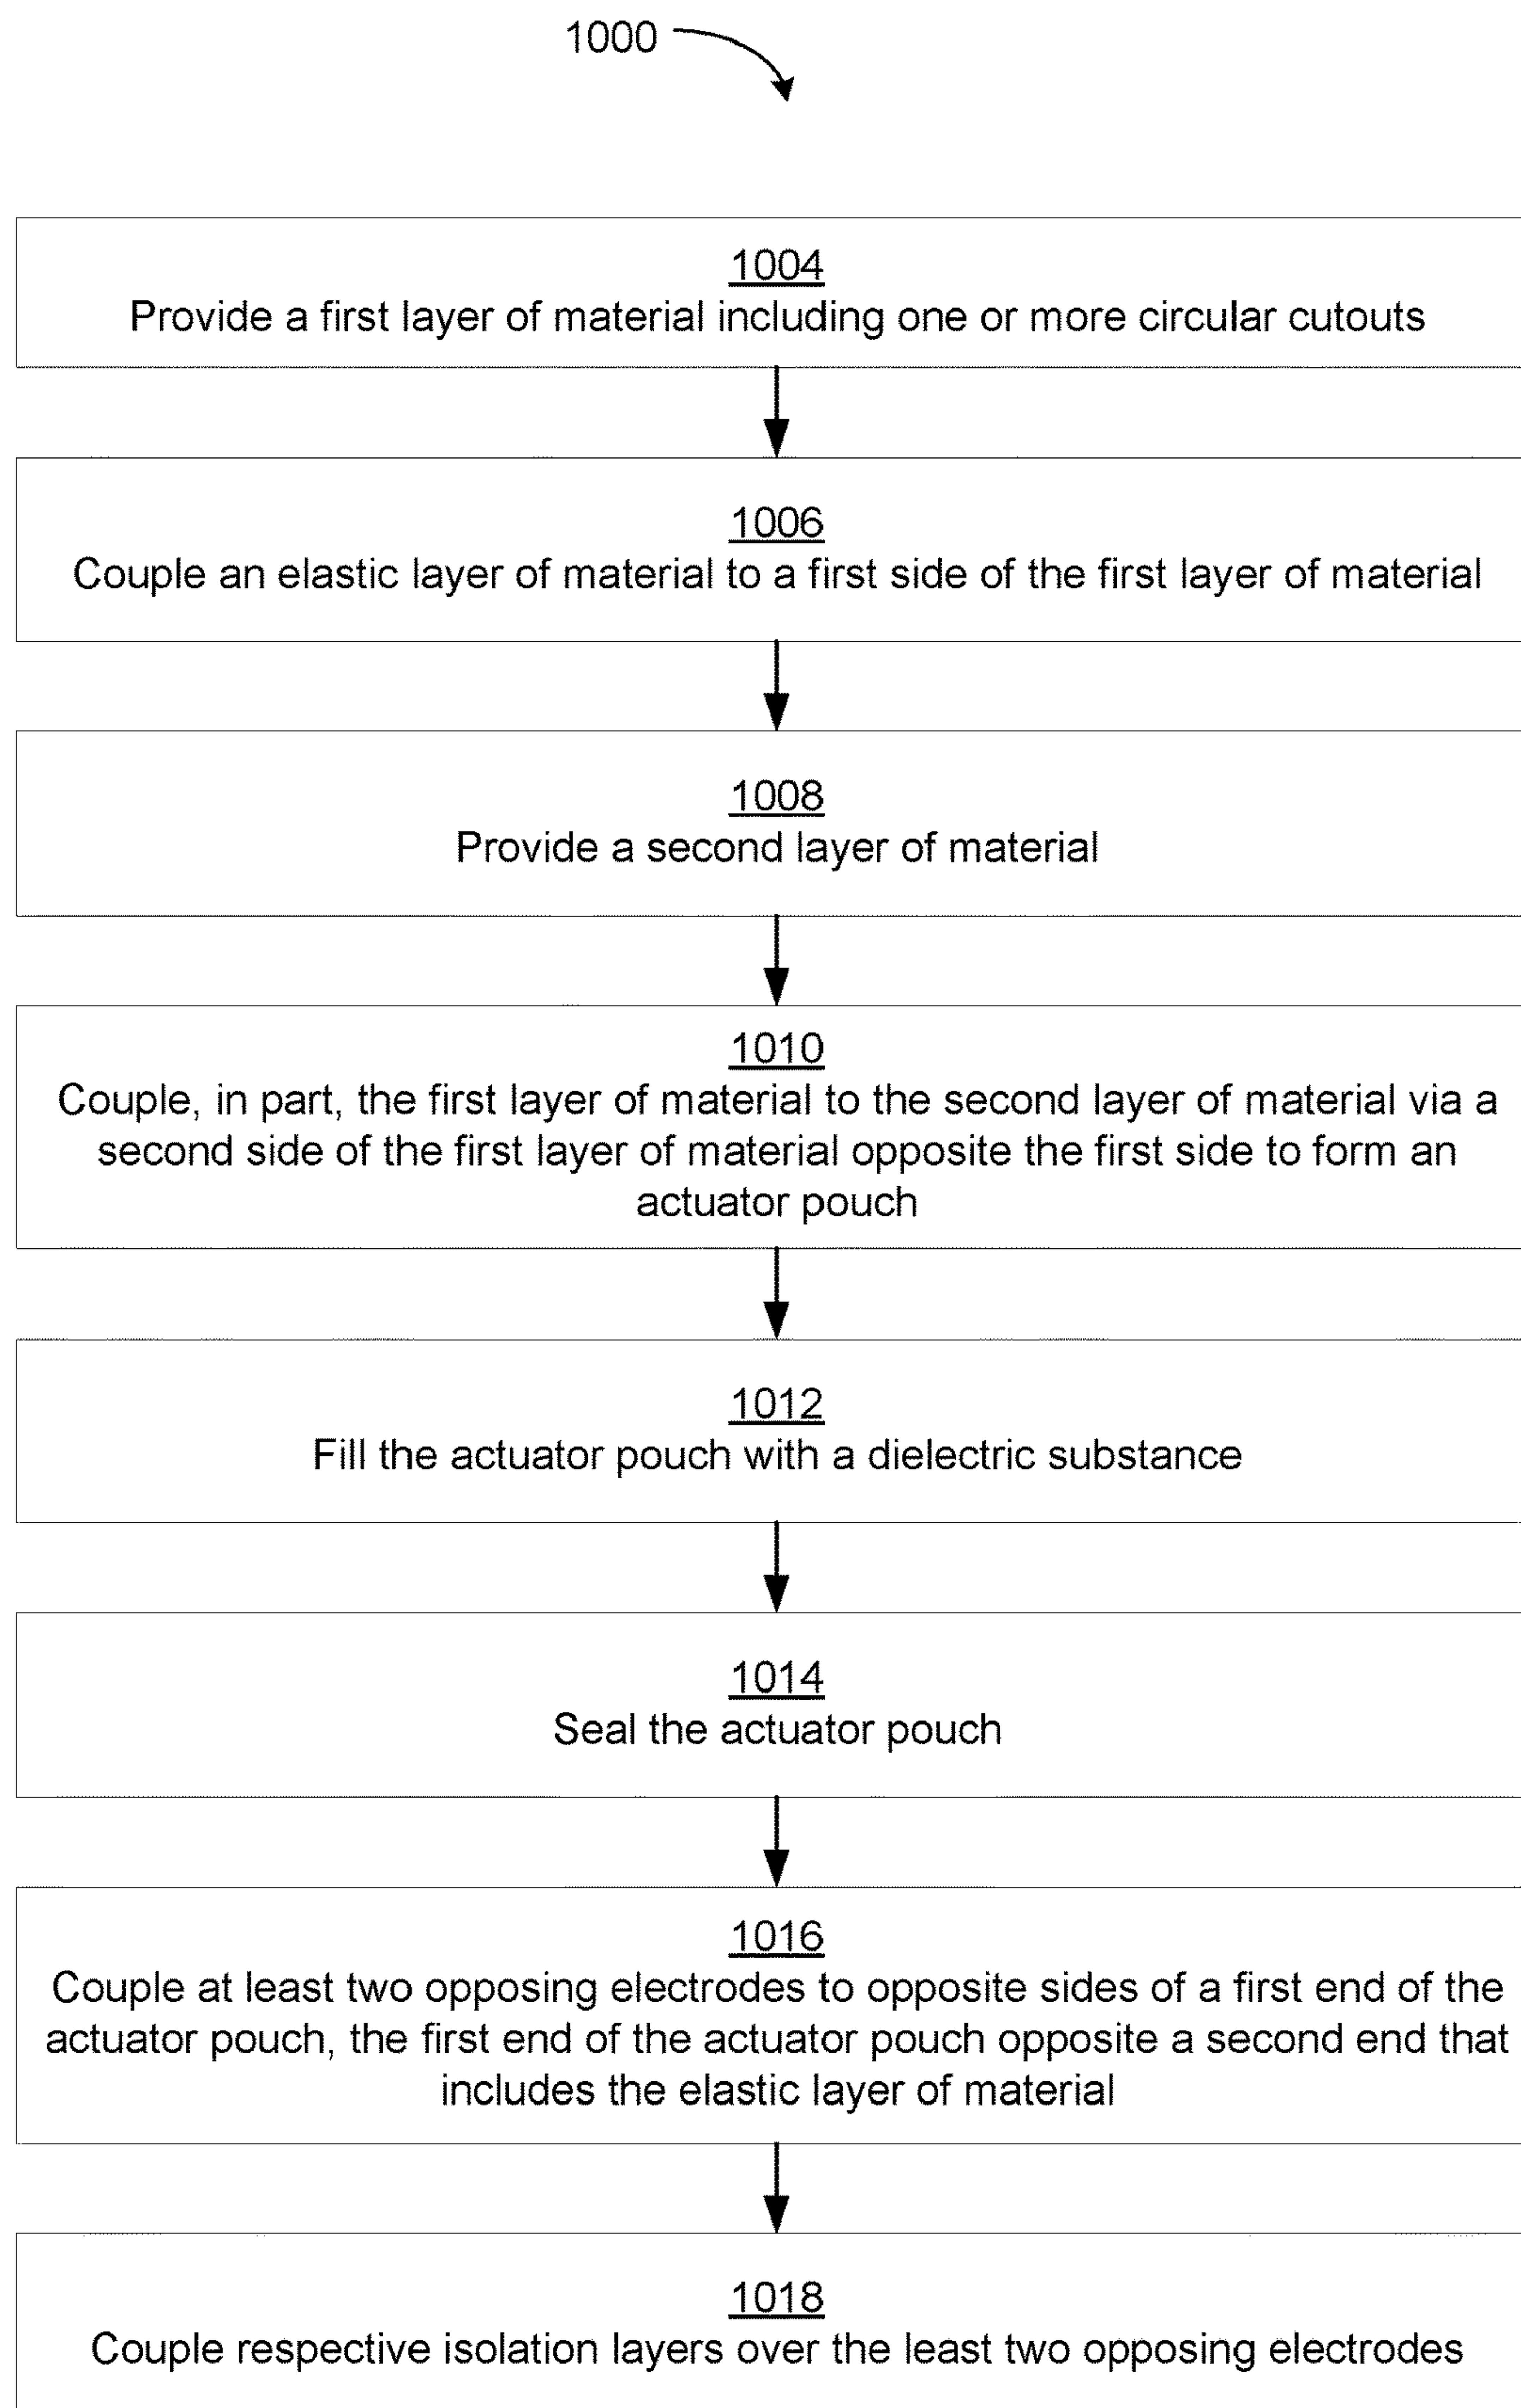 1000
1004
Provide a first layer of material including one or more circular cutouts
1006
Couple an elastic layer of material to a first side of the first layer of material
1008
Provide a second layer of material
1010
Couple, in part, the first layer of material to the second layer of material via a
second side of the first layer of material opposite the first side to form an
actuator pouch
1012
Fill the actuator pouch with a dielectric substance
1014
Seal the actuator pouch
1016
Couple at least two opposing electrodes to opposite sides of a first end of the
actuator pouch, the first end of the actuator pouch opposite a second end that
includes the elastic layer of material
1018
Couple respective isolation layers over the least two opposing electrodes